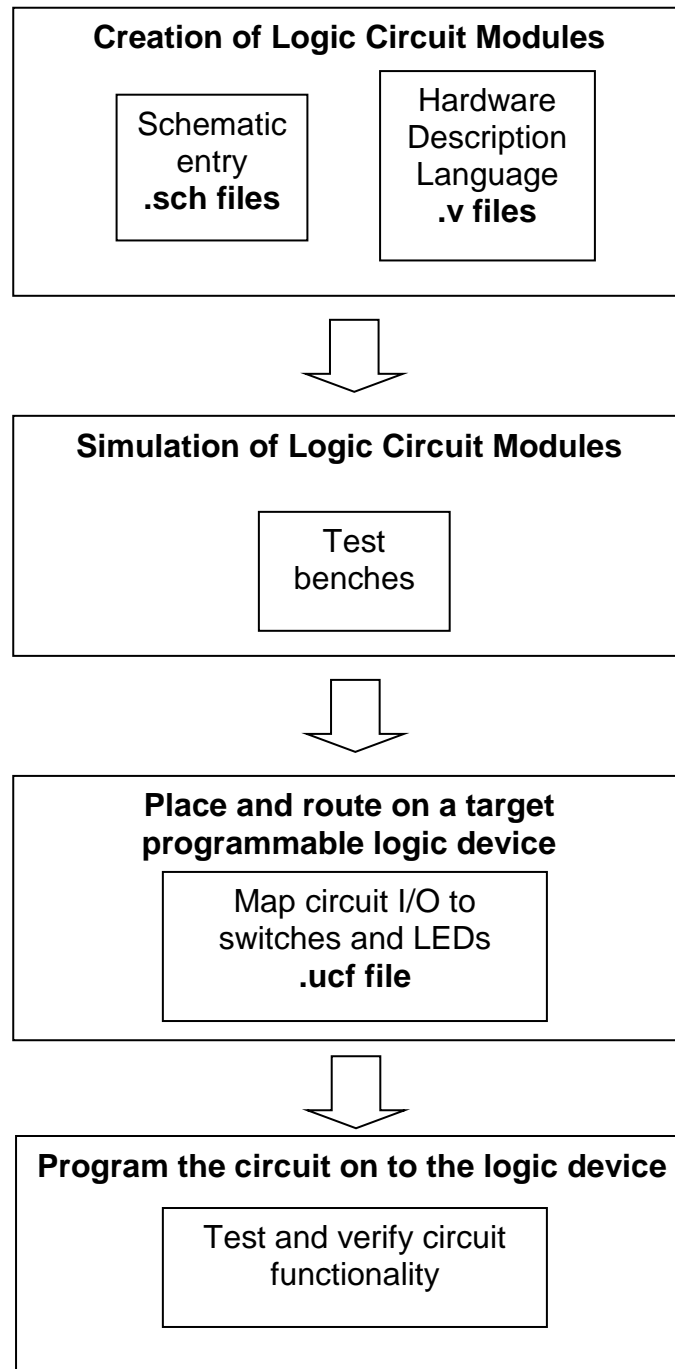 Creation of Logic Circuit Modules
Schematic
entry
.sch files
Hardware
Description
Language
.v files
Simulation of Logic Circuit Modules
Test
benches
Place and route on a target
programmable logic device
Map circuit I/O to
switches and LEDs
.ucf file
Program the circuit on to the logic device
Test and verify circuit
functionality